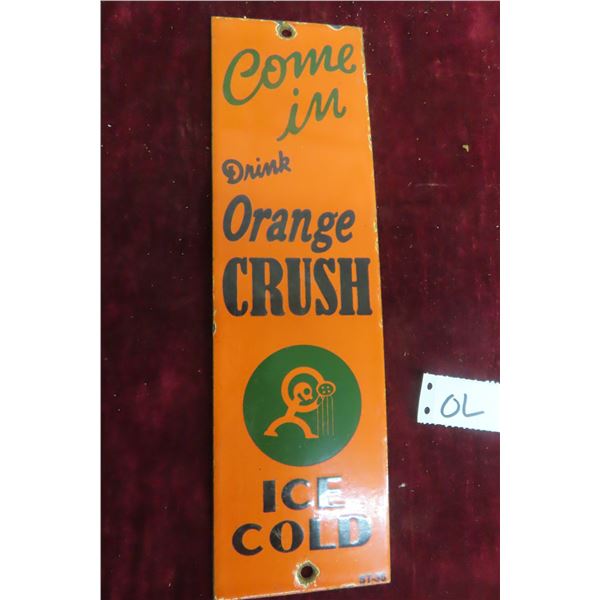 Come
in
Drink
Orange
CRUSH
ICE
COLD
OL